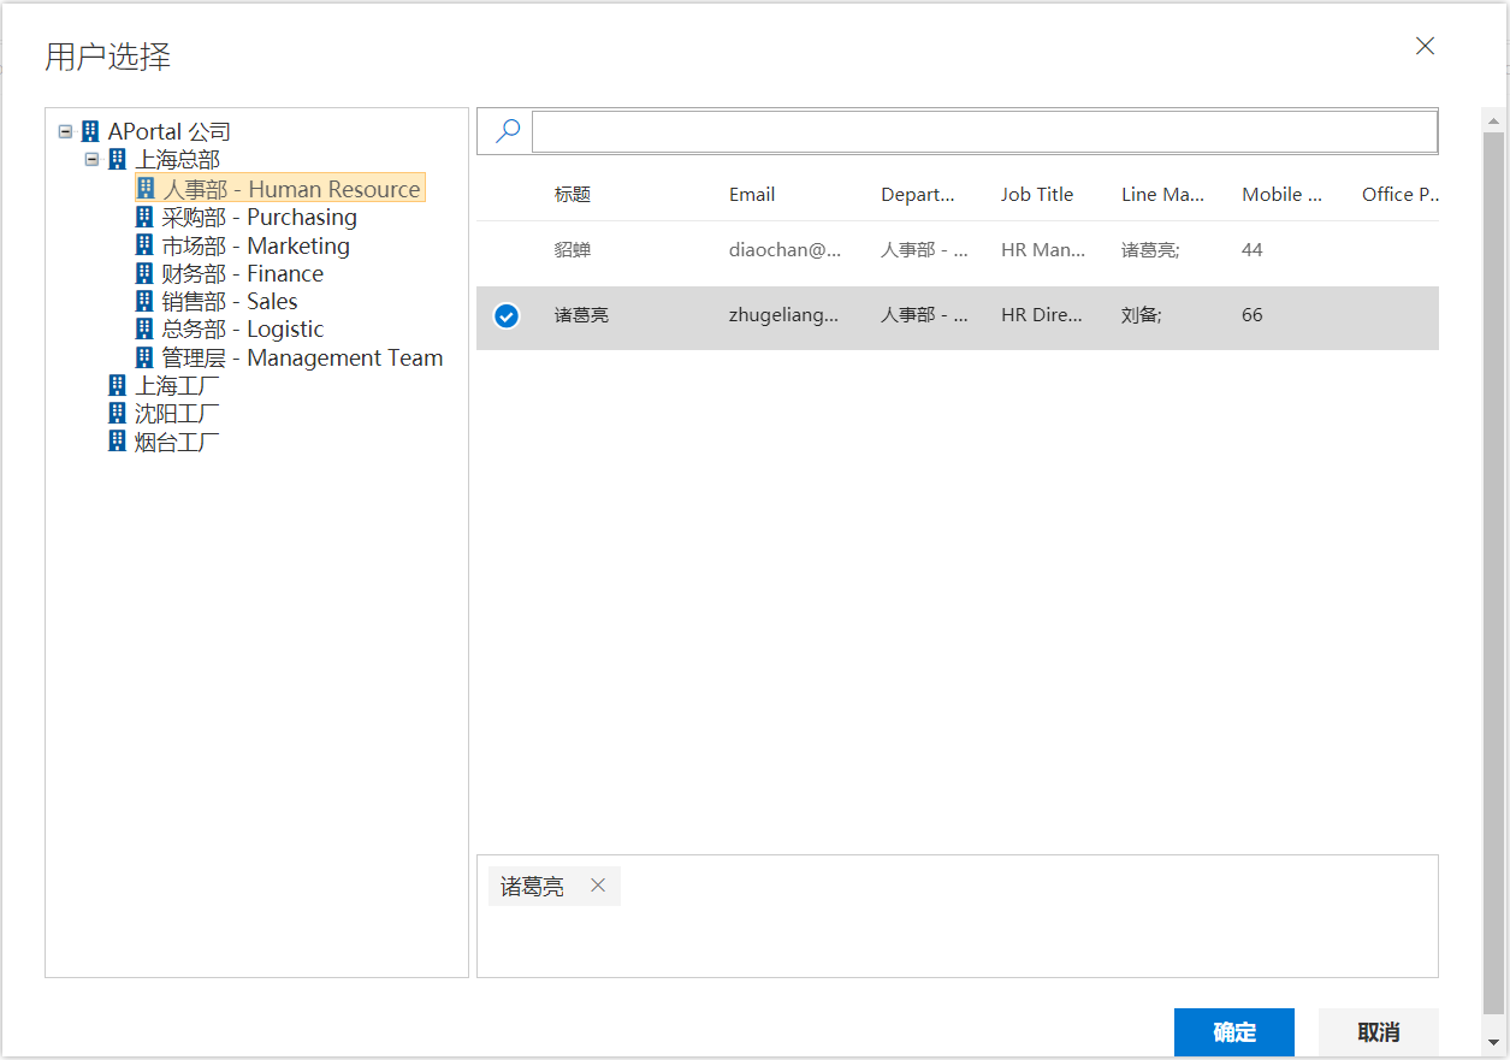 用户选择
APortal 公司
上海总部
人事部 - Human Resource
采购部 - Purchasing
市场部 - Marketing
财务部 - Finance
销售部 - Sales
总务部 - Logistic
管理层 - Management Team
上海工厂
沈阳工厂
烟台工厂
标题 Email Depart... Job Title Line Ma... Mobile ... Office P..
貂蝉 diaochan@... 人事部 - ... HR Man... 诸葛亮; 44
诸葛亮 zhugeliang... 人事部 - ... HR Dire... 刘备; 66
诸葛亮
确定 取消